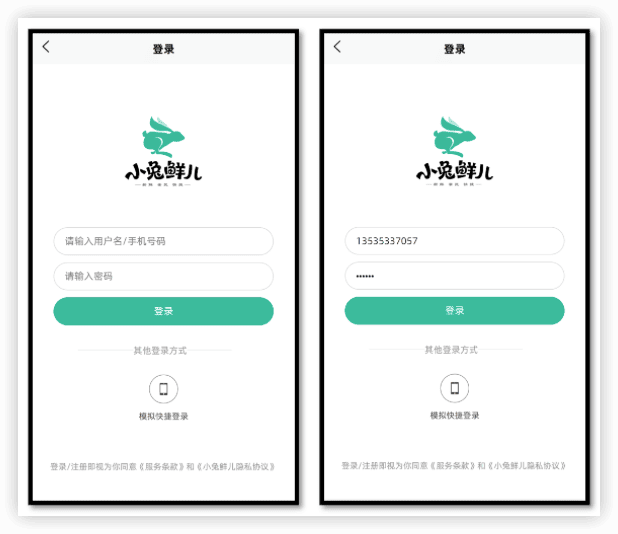 登录
小兔鲜儿
请输入用户名/手机号码
请输入密码
登录
其他登录方式
模拟快捷登录
登录/注册即视为你同意《服务条款》和《小兔鲜儿隐私协议》
登录
小兔鲜儿
13535337057
••••••
登录
其他登录方式
模拟快捷登录
登录/注册即视为你同意《服务条款》和《小兔鲜儿隐私协议》